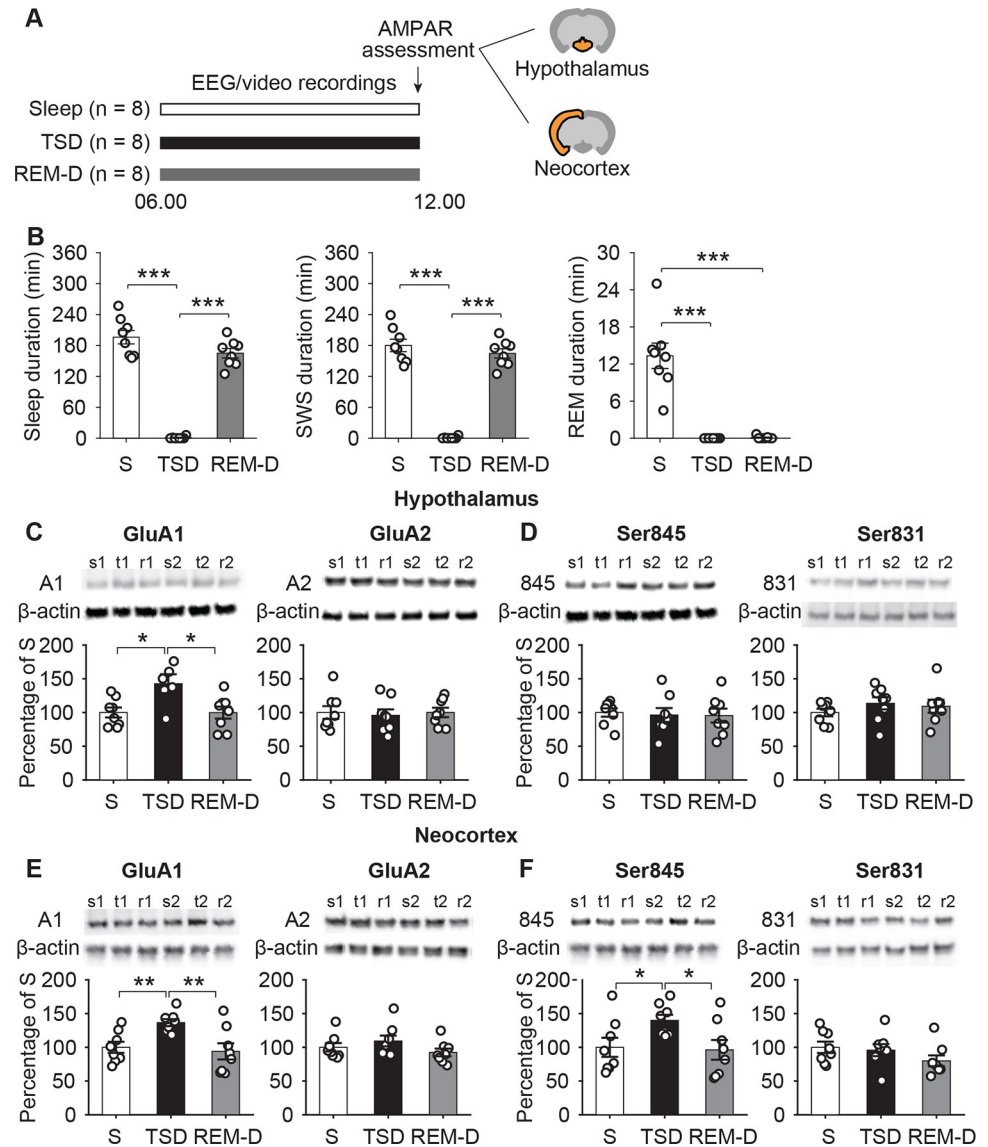 A
AMPAR
assessment
Hypothalamus
EEG/video recordings
Sleep (n = 8)
TSD (n = 8)
Neocortex
REM-D (n = 8)
06.00 12.00
B
Sleep duration (min)
360
300
240
180
120
60
0
***
***
S TSD REM-D
SWS duration (min)
360
300
240
180
120
60
0
***
***
S TSD REM-D
REM duration (min)
30
24
18
12
6
0
***
***
S TSD REM-D
Hypothalamus
C
GluA1
s1 t1 r1 s2 t2 r2
A1
β-actin
Percentage of S
200
150
100
50
0
* *
S TSD REM-D
GluA2
s1 t1 r1 s2 t2 r2
A2
β-actin
200
150
100
50
0
S TSD REM-D
D
Ser845
s1 t1 r1 s2 t2 r2
845
β-actin
Percentage of S
200
150
100
50
0
S TSD REM-D
Ser831
s1 t1 r1 s2 t2 r2
831
β-actin
200
150
100
50
0
S TSD REM-D
Neocortex
E
GluA1
s1 t1 r1 s2 t2 r2
A1
β-actin
Percentage of S
200
150
100
50
0
** **
S TSD REM-D
GluA2
s1 t1 r1 s2 t2 r2
A2
β-actin
200
150
100
50
0
S TSD REM-D
F
Ser845
s1 t1 r1 s2 t2 r2
845
β-actin
Percentage of S
200
150
100
50
0
* *
S TSD REM-D
Ser831
s1 t1 r1 s2 t2 r2
831
β-actin
200
150
100
50
0
S TSD REM-D